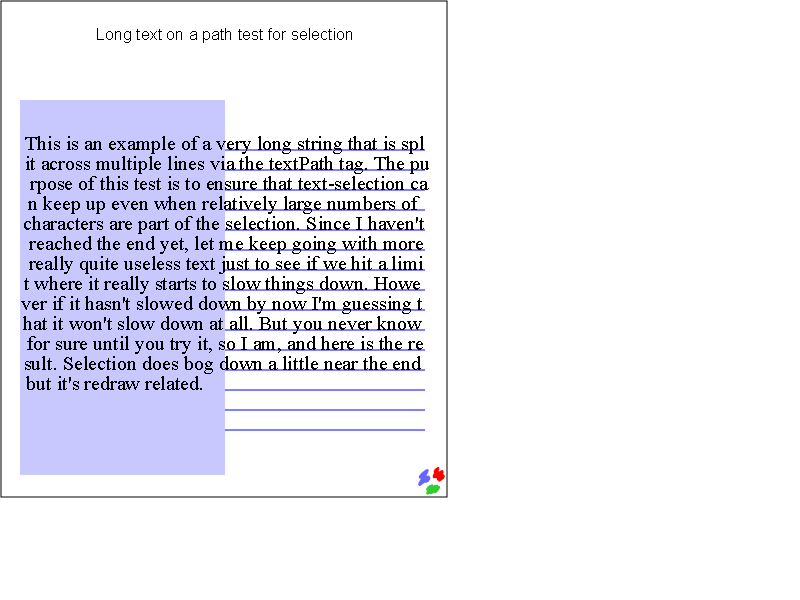 Long text on a path test for selection
This is an example of a very long string that is spl
it across multiple lines via the textPath tag. The pu
rpose of this test is to ensure that text-selection ca
n keep up even when relatively large numbers of
characters are part of the selection. Since I haven't
reached the end yet, let me keep going with more
really quite useless text just to see if we hit a limi
t where it really starts to slow things down. Howe
ver if it hasn't slowed down by now I'm guessing t
hat it won't slow down at all. But you never know
for sure until you try it, so I am, and here is the re
sult. Selection does bog down a little near the end
but it's redraw related.